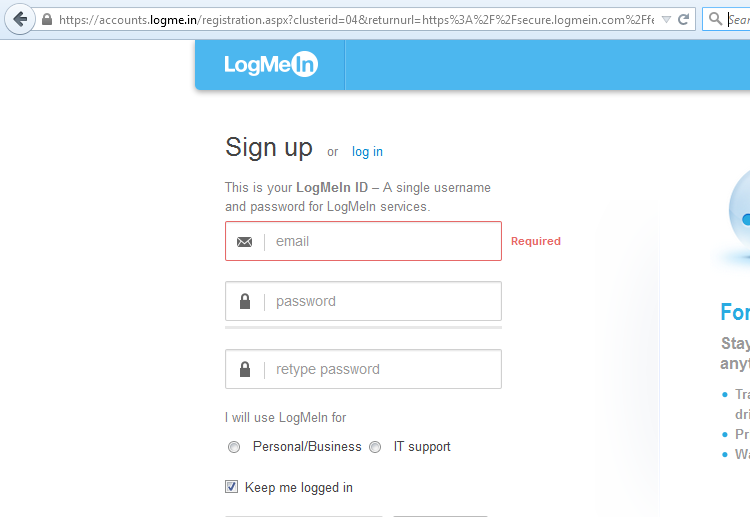 https://accounts.logme.in/registration.aspx?clusterid=04&returnurl=https%3A%2F%2Fsecure.logmein.com%2Ffe
Sear
LogMeIn
Sign up or log in
This is your LogMeIn ID – A single username
and password for LogMeIn services.
email
Required
password
retype password
I will use LogMeIn for
Personal/Business
IT support
Keep me logged in
For
Stay
anyt
Tra
dri
Pr
Wa